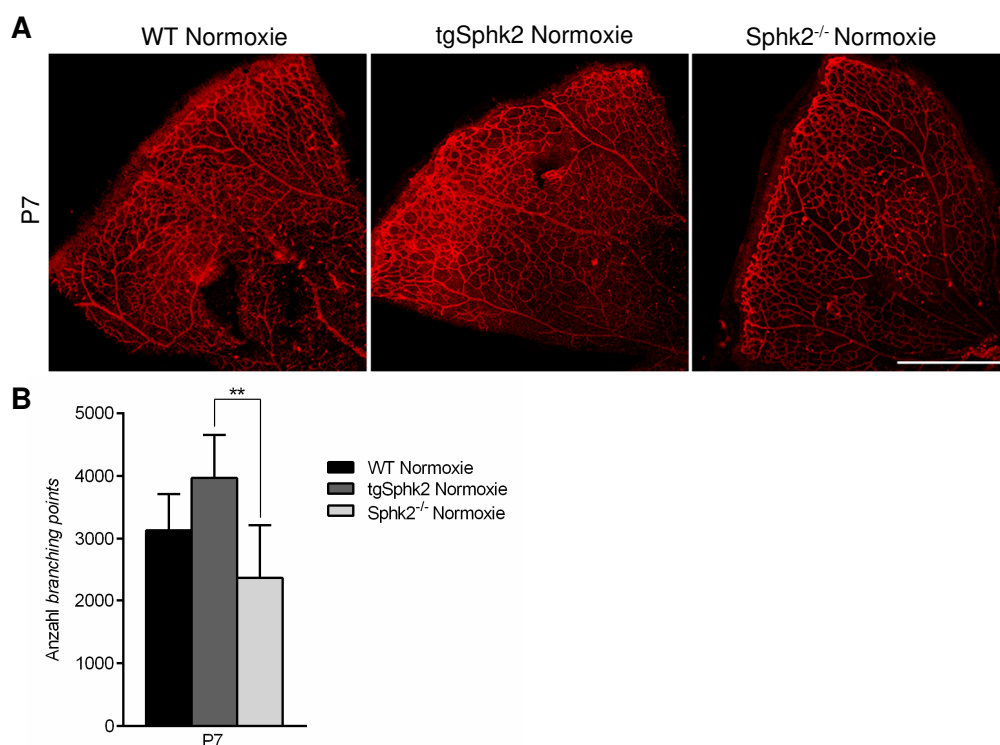 A
WT Normoxie
tgSphk2 Normoxie
Sphk2-/- Normoxie
P7
B
**
5000
4000
3000
2000
1000
0
Anzahl branching points
P7
WT Normoxie
tgSphk2 Normoxie
Sphk2-/- Normoxie